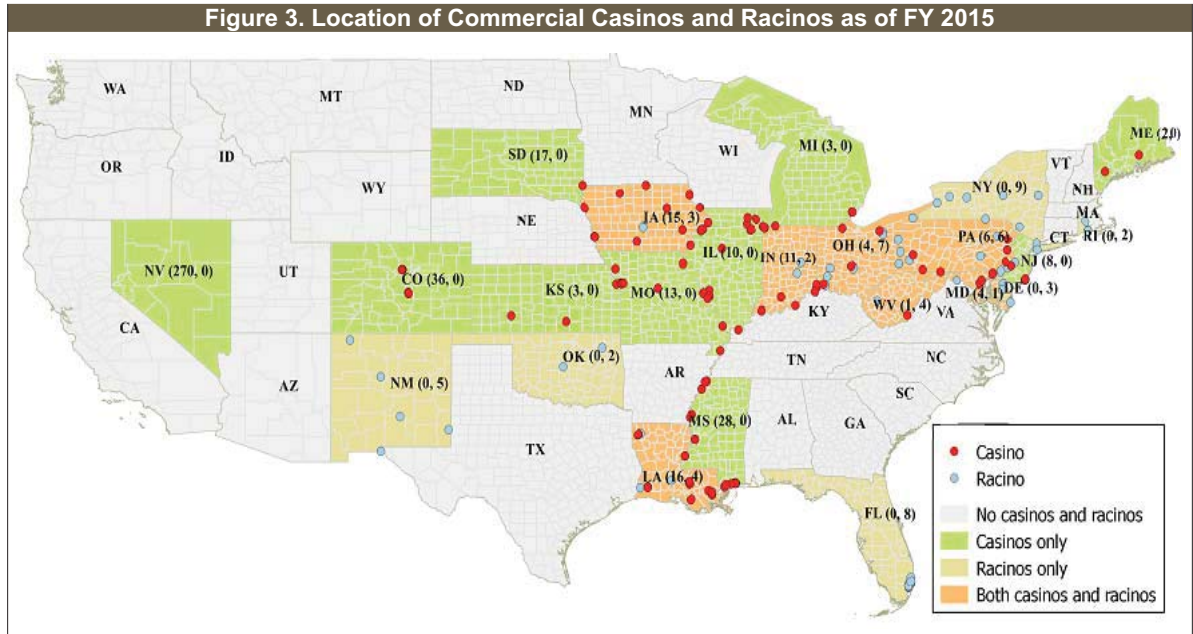 Figure 3. Location of Commercial Casinos and Racinos as of FY 2015
WA
MT
ND
MN
OR
ID
WY
SD (17, 0)
WI
MI (3, 0)
ME (2,0)
VT
NH
NY (0, 9)
MA
CT
RI (0, 2)
NE
IA (15, 3)
IL (10, 0)
IN (11, 2)
OH (4, 7)
PA (6, 6)
NJ (8, 0)
NV (270, 0)
UT
CO (36, 0)
KS (3, 0)
MO (13, 0)
WV (1, 4)
MD (4, 1)
DE (0, 3)
VA
CA
KY
AZ
NM (0, 5)
OK (0, 2)
AR
TN
NC
SC
TX
MS (28, 0)
AL
GA
LA (16, 4)
FL (0, 8)
Casino
Racino
No casinos and racinos
Casinos only
Racinos only
Both casinos and racinos